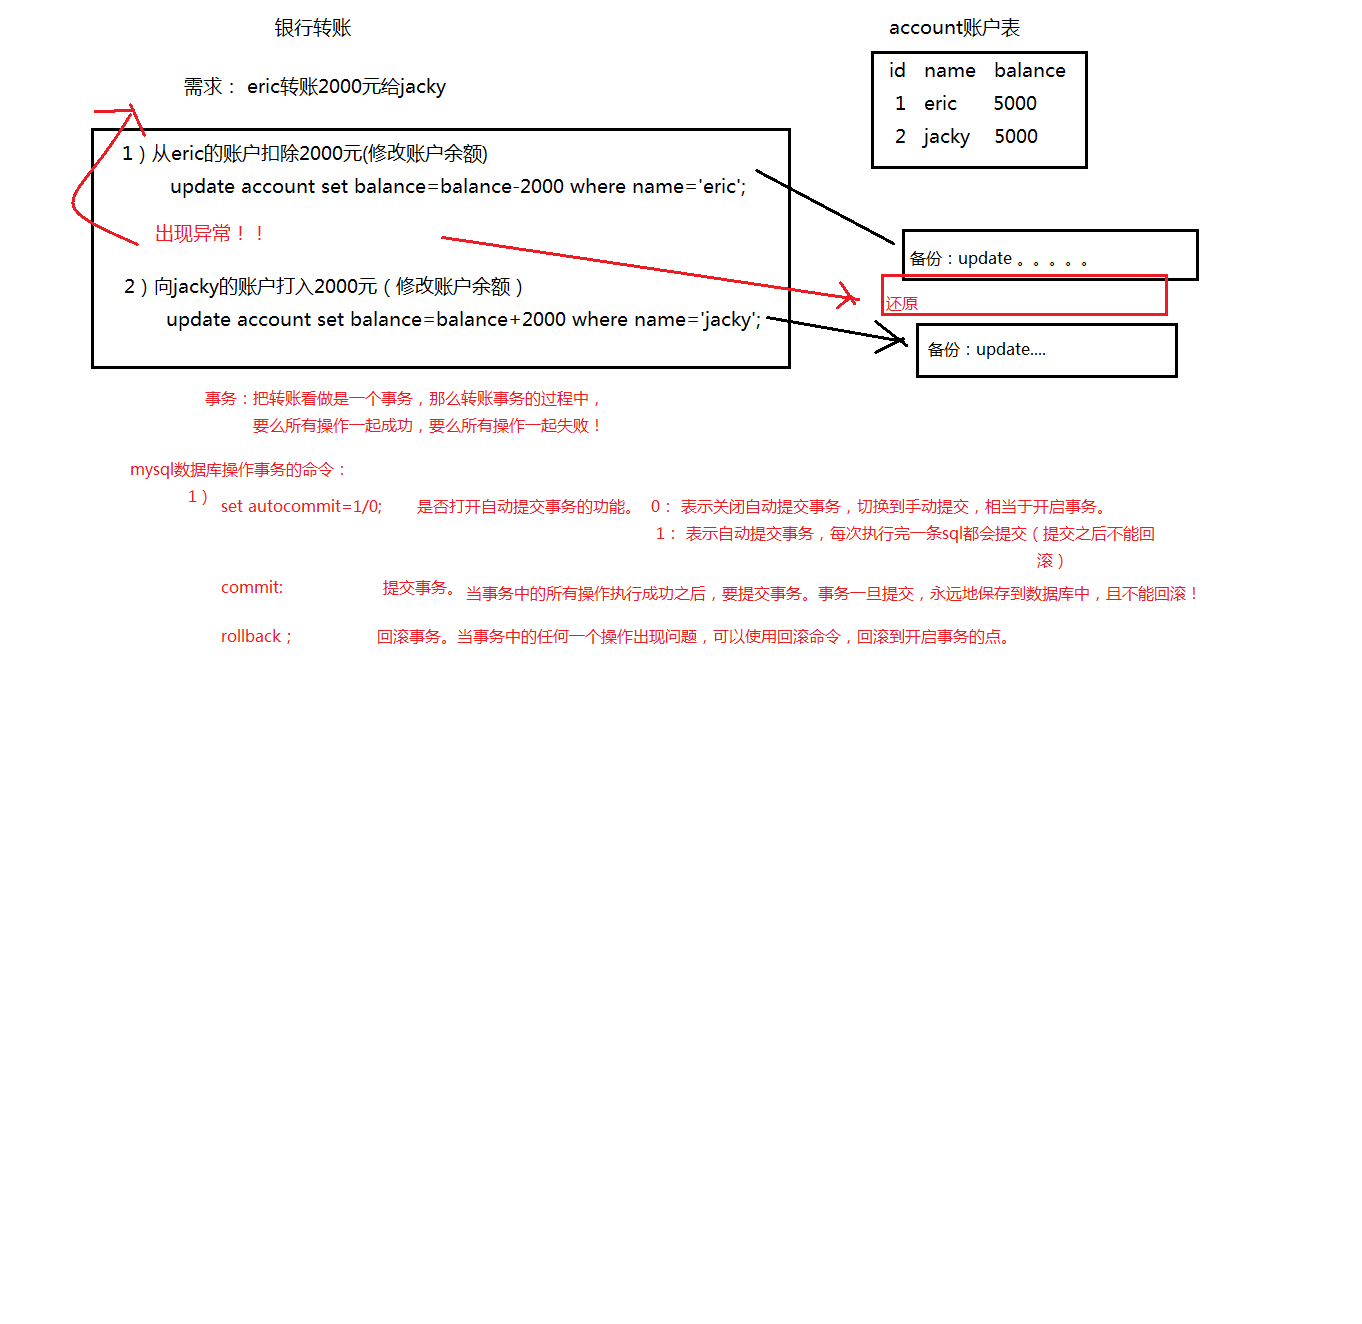 银行转账
account账户表
id name balance
1 eric 5000
2 jacky 5000
需求： eric转账2000元给jacky
1）从eric的账户扣除2000元(修改账户余额)
update account set balance=balance-2000 where name='eric';
出现异常！！
备份：update 。。。。。
还原
2）向jacky的账户打入2000元（修改账户余额）
update account set balance=balance+2000 where name='jacky';
备份：update....
事务：把转账看做是一个事务，那么转账事务的过程中，
要么所有操作一起成功，要么所有操作一起失败！
mysql数据库操作事务的命令：
1）
set autocommit=1/0; 是否打开自动提交事务的功能。 0： 表示关闭自动提交事务，切换到手动提交，相当于开启事务。
1： 表示自动提交事务，每次执行完一条sql都会提交（提交之后不能回
滚）
commit: 提交事务。 当事务中的所有操作执行成功之后，要提交事务。事务一旦提交，永远地保存到数据库中，且不能回滚！
rollback； 回滚事务。当事务中的任何一个操作出现问题，可以使用回滚命令，回滚到开启事务的点。